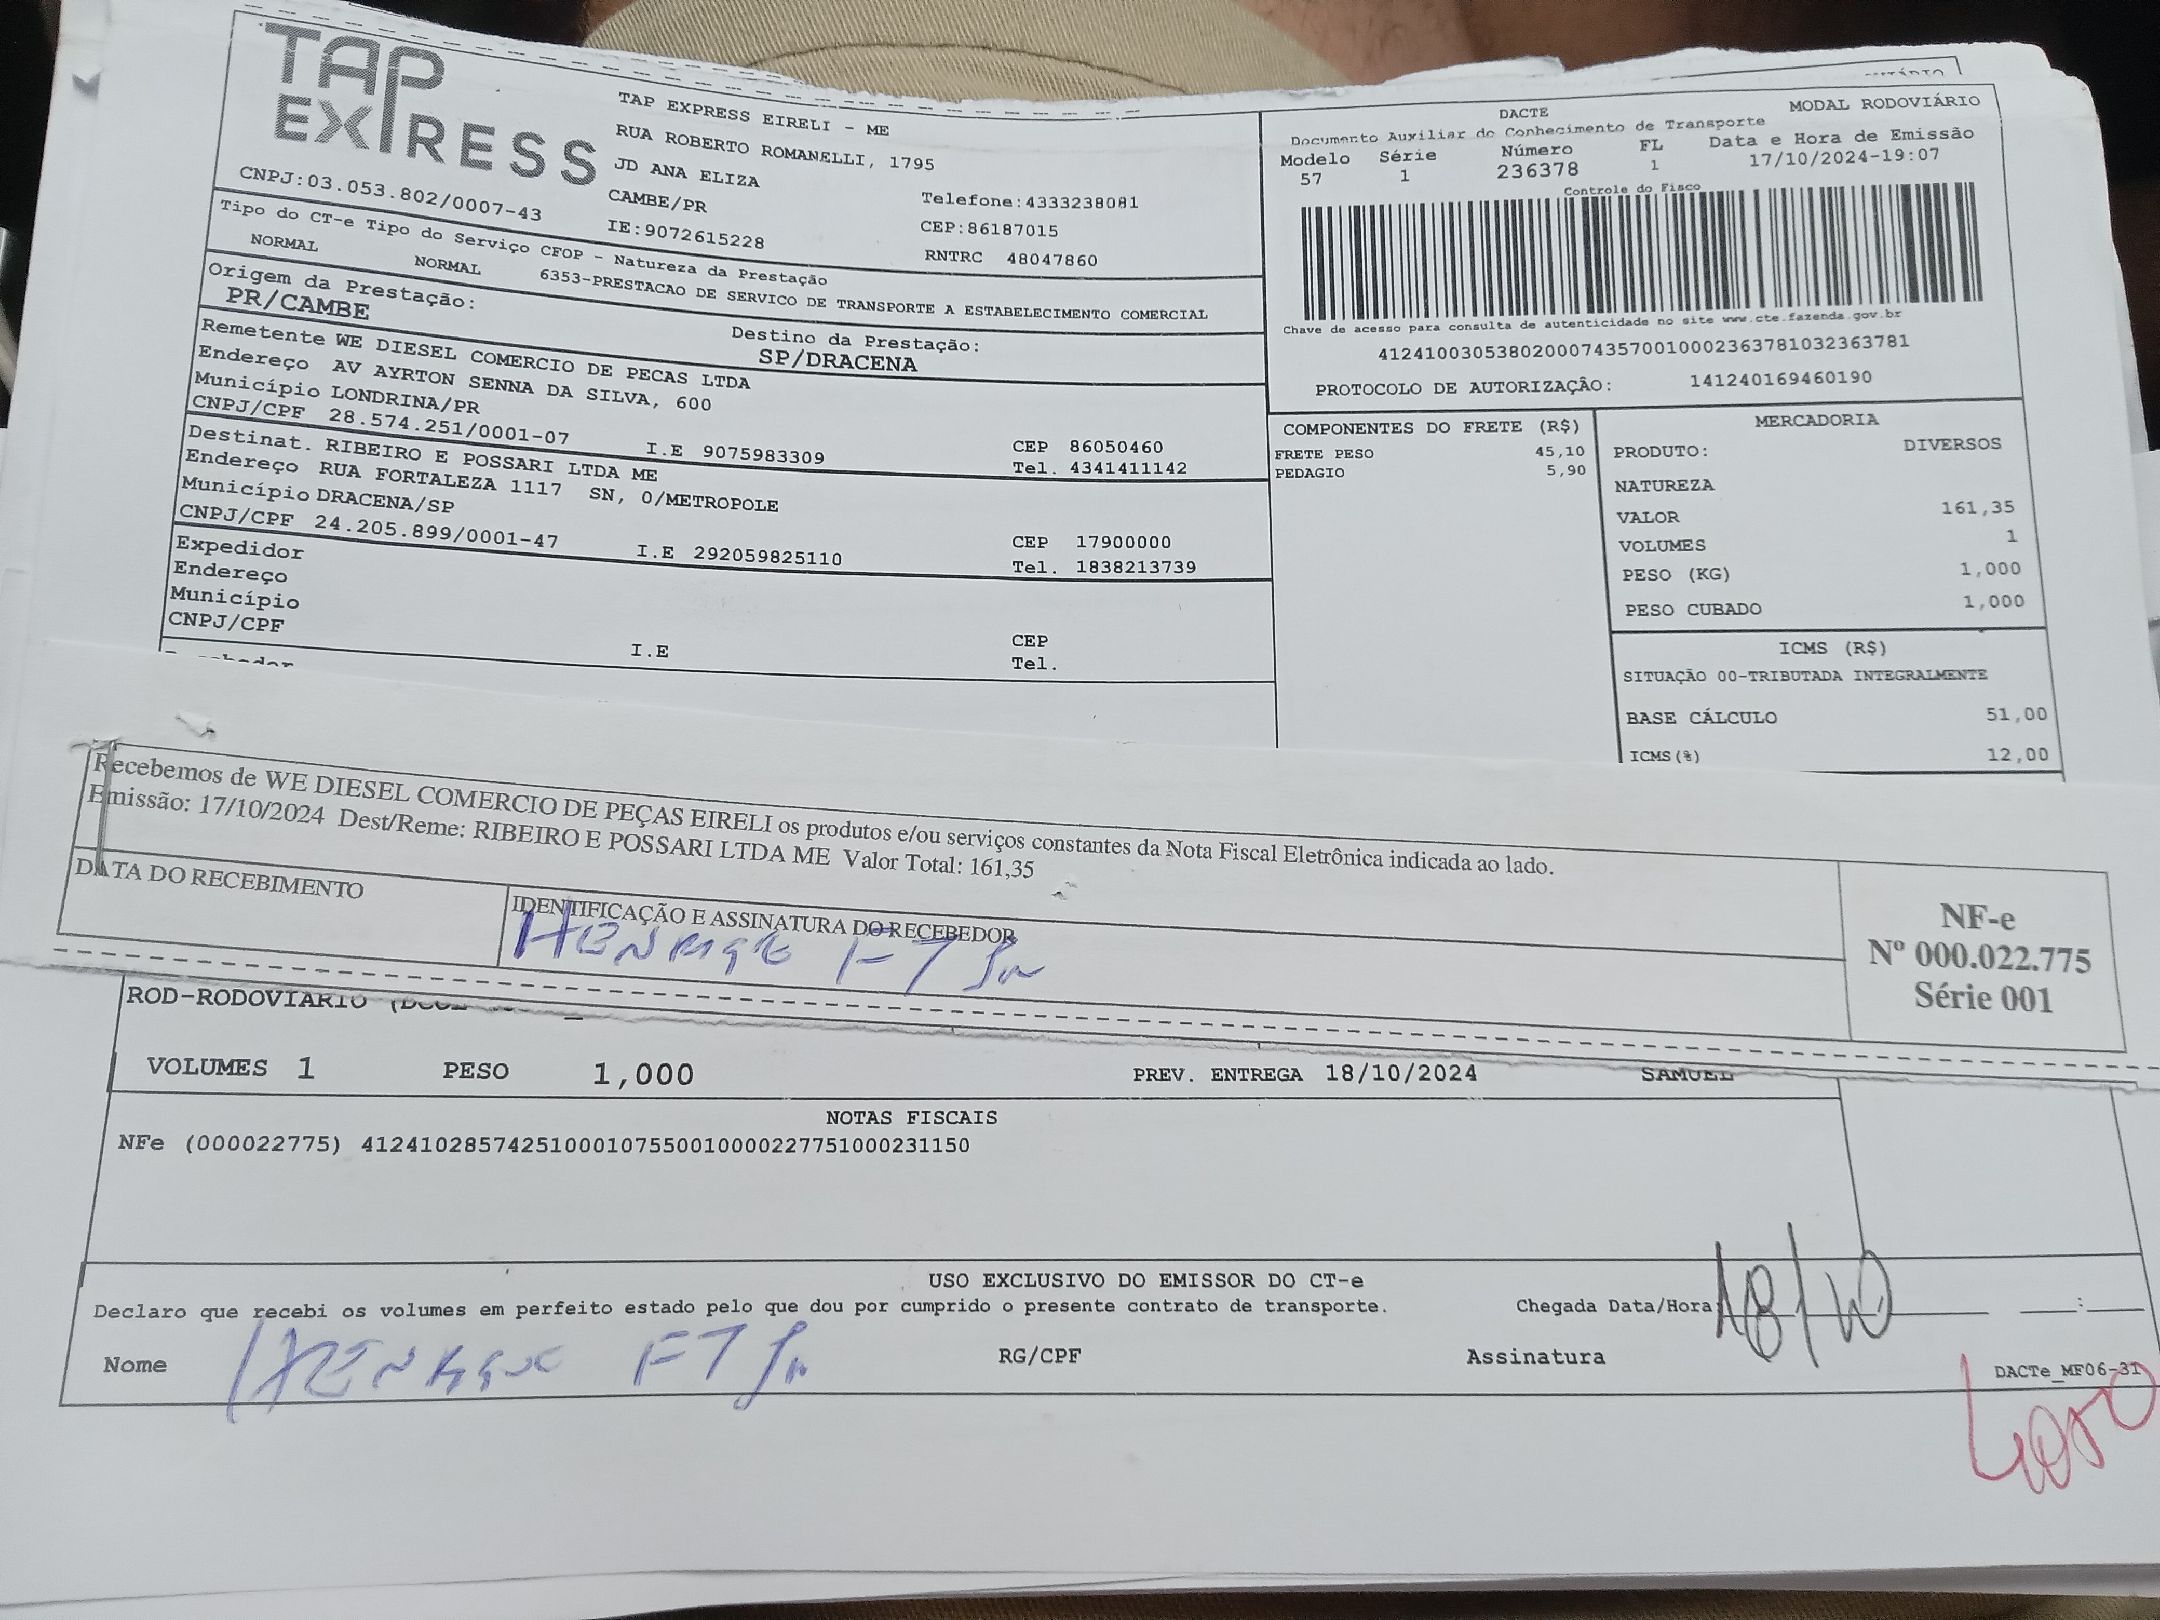 TAP EXPRESS
TAP EXPRESS EIRELI - ME
RUA ROBERTO ROMANELLI, 1795
JD ANA ELIZA
CAMBE/PR Telefone:4333238081
IE:9072615228 CEP:86187015
RNTRC 48047860
CNPJ:03.053.802/0007-43
DACTE MODAL RODOVIÁRIO
Documento Auxiliar do Conhecimento de Transporte
Modelo Série Número FL Data e Hora de Emissão
57 1 236378 1 17/10/2024-19:07
Controle do Fisco
Chave de acesso para consulta de autenticidade no site www.cte.fazenda.gov.br
41241003053802000743570010002363781032363781
PROTOCOLO DE AUTORIZAÇÃO: 141240169460190
Tipo do CT-e Tipo do Serviço CFOP - Natureza da Prestação
NORMAL NORMAL 6353-PRESTACAO DE SERVICO DE TRANSPORTE A ESTABELECIMENTO COMERCIAL
Origem da Prestação: Destino da Prestação:
PR/CAMBE SP/DRACENA
Remetente WE DIESEL COMERCIO DE PECAS LTDA
Endereço AV AYRTON SENNA DA SILVA, 600
Município LONDRINA/PR CEP 86050460
CNPJ/CPF 28.574.251/0001-07 I.E 9075983309 Tel. 4341411142
Destinat. RIBEIRO E POSSARI LTDA ME
Endereço RUA FORTALEZA 1117 SN, 0/METROPOLE
Município DRACENA/SP CEP 17900000
CNPJ/CPF 24.205.899/0001-47 I.E 292059825110 Tel. 1838213739
Expedidor
Endereço
Município CEP
CNPJ/CPF I.E Tel.
COMPONENTES DO FRETE (R$)
FRETE PESO 45,10
PEDAGIO 5,90
MERCADORIA
PRODUTO: DIVERSOS
NATUREZA
VALOR 161,35
VOLUMES 1
PESO (KG) 1,000
PESO CUBADO 1,000
ICMS (R$)
SITUAÇÃO 00-TRIBUTADA INTEGRALMENTE
BASE CÁLCULO 51,00
ICMS(%) 12,00
Recebemos de WE DIESEL COMERCIO DE PEÇAS EIRELI os produtos e/ou serviços constantes da Nota Fiscal Eletrônica indicada ao lado.
Emissão: 17/10/2024 Dest/Reme: RIBEIRO E POSSARI LTDA ME Valor Total: 161,35
DATA DO RECEBIMENTO IDENTIFICAÇÃO E ASSINATURA DO RECEBEDOR
HENRIQUE F T Jr
NF-e
Nº 000.022.775
Série 001
ROD-RODOVIARIO
VOLUMES 1 PESO 1,000 PREV. ENTREGA 18/10/2024 SAMUEL
NOTAS FISCAIS
NFe (000022775) 41241028574251000107550010000227751000231150
USO EXCLUSIVO DO EMISSOR DO CT-e
Declaro que recebi os volumes em perfeito estado pelo que dou por cumprido o presente contrato de transporte. Chegada Data/Hora 18/10 :
Nome HENRIQUE F T Jr RG/CPF Assinatura
DACTe_MF06-31